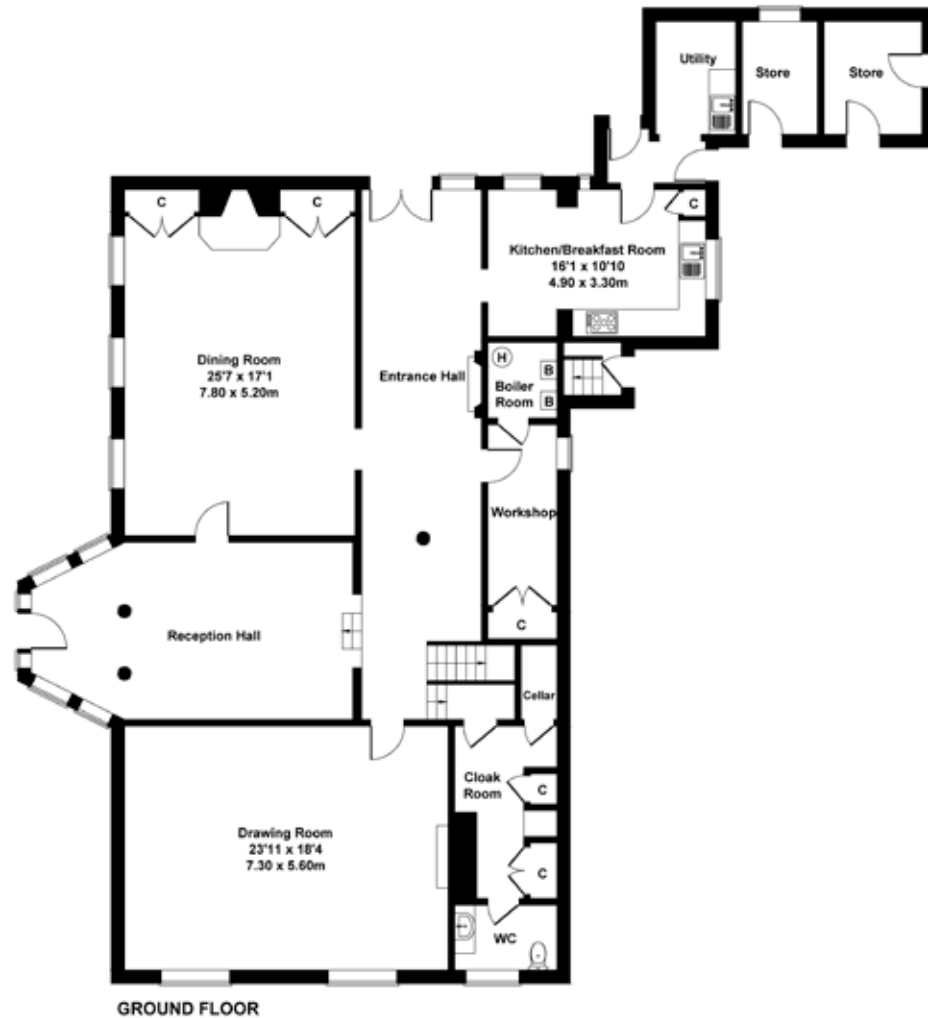 Utility
Store
Store
C
C
C
Kitchen/Breakfast Room
16'1 x 10'10
4.90 x 3.30m
Dining Room
25'7 x 17'1
7.80 x 5.20m
Entrance Hall
H
B
Boiler
Room
B
Workshop
C
Reception Hall
Cellar
Cloak
Room
C
Drawing Room
23'11 x 18'4
7.30 x 5.60m
C
WC
GROUND FLOOR